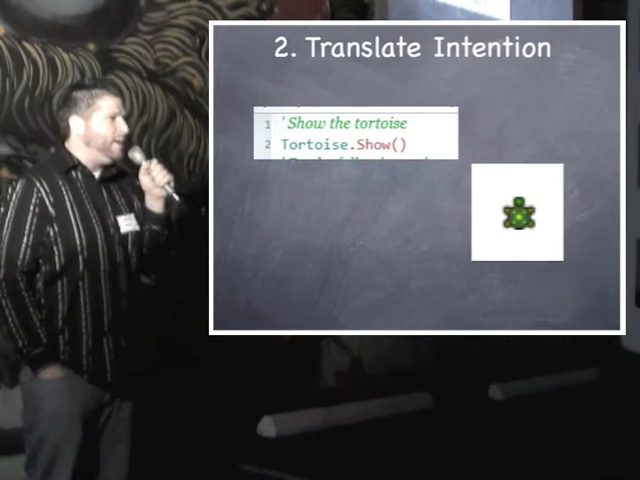 2. Translate Intention
1 ' Show the tortoise
2 Tortoise.Show()